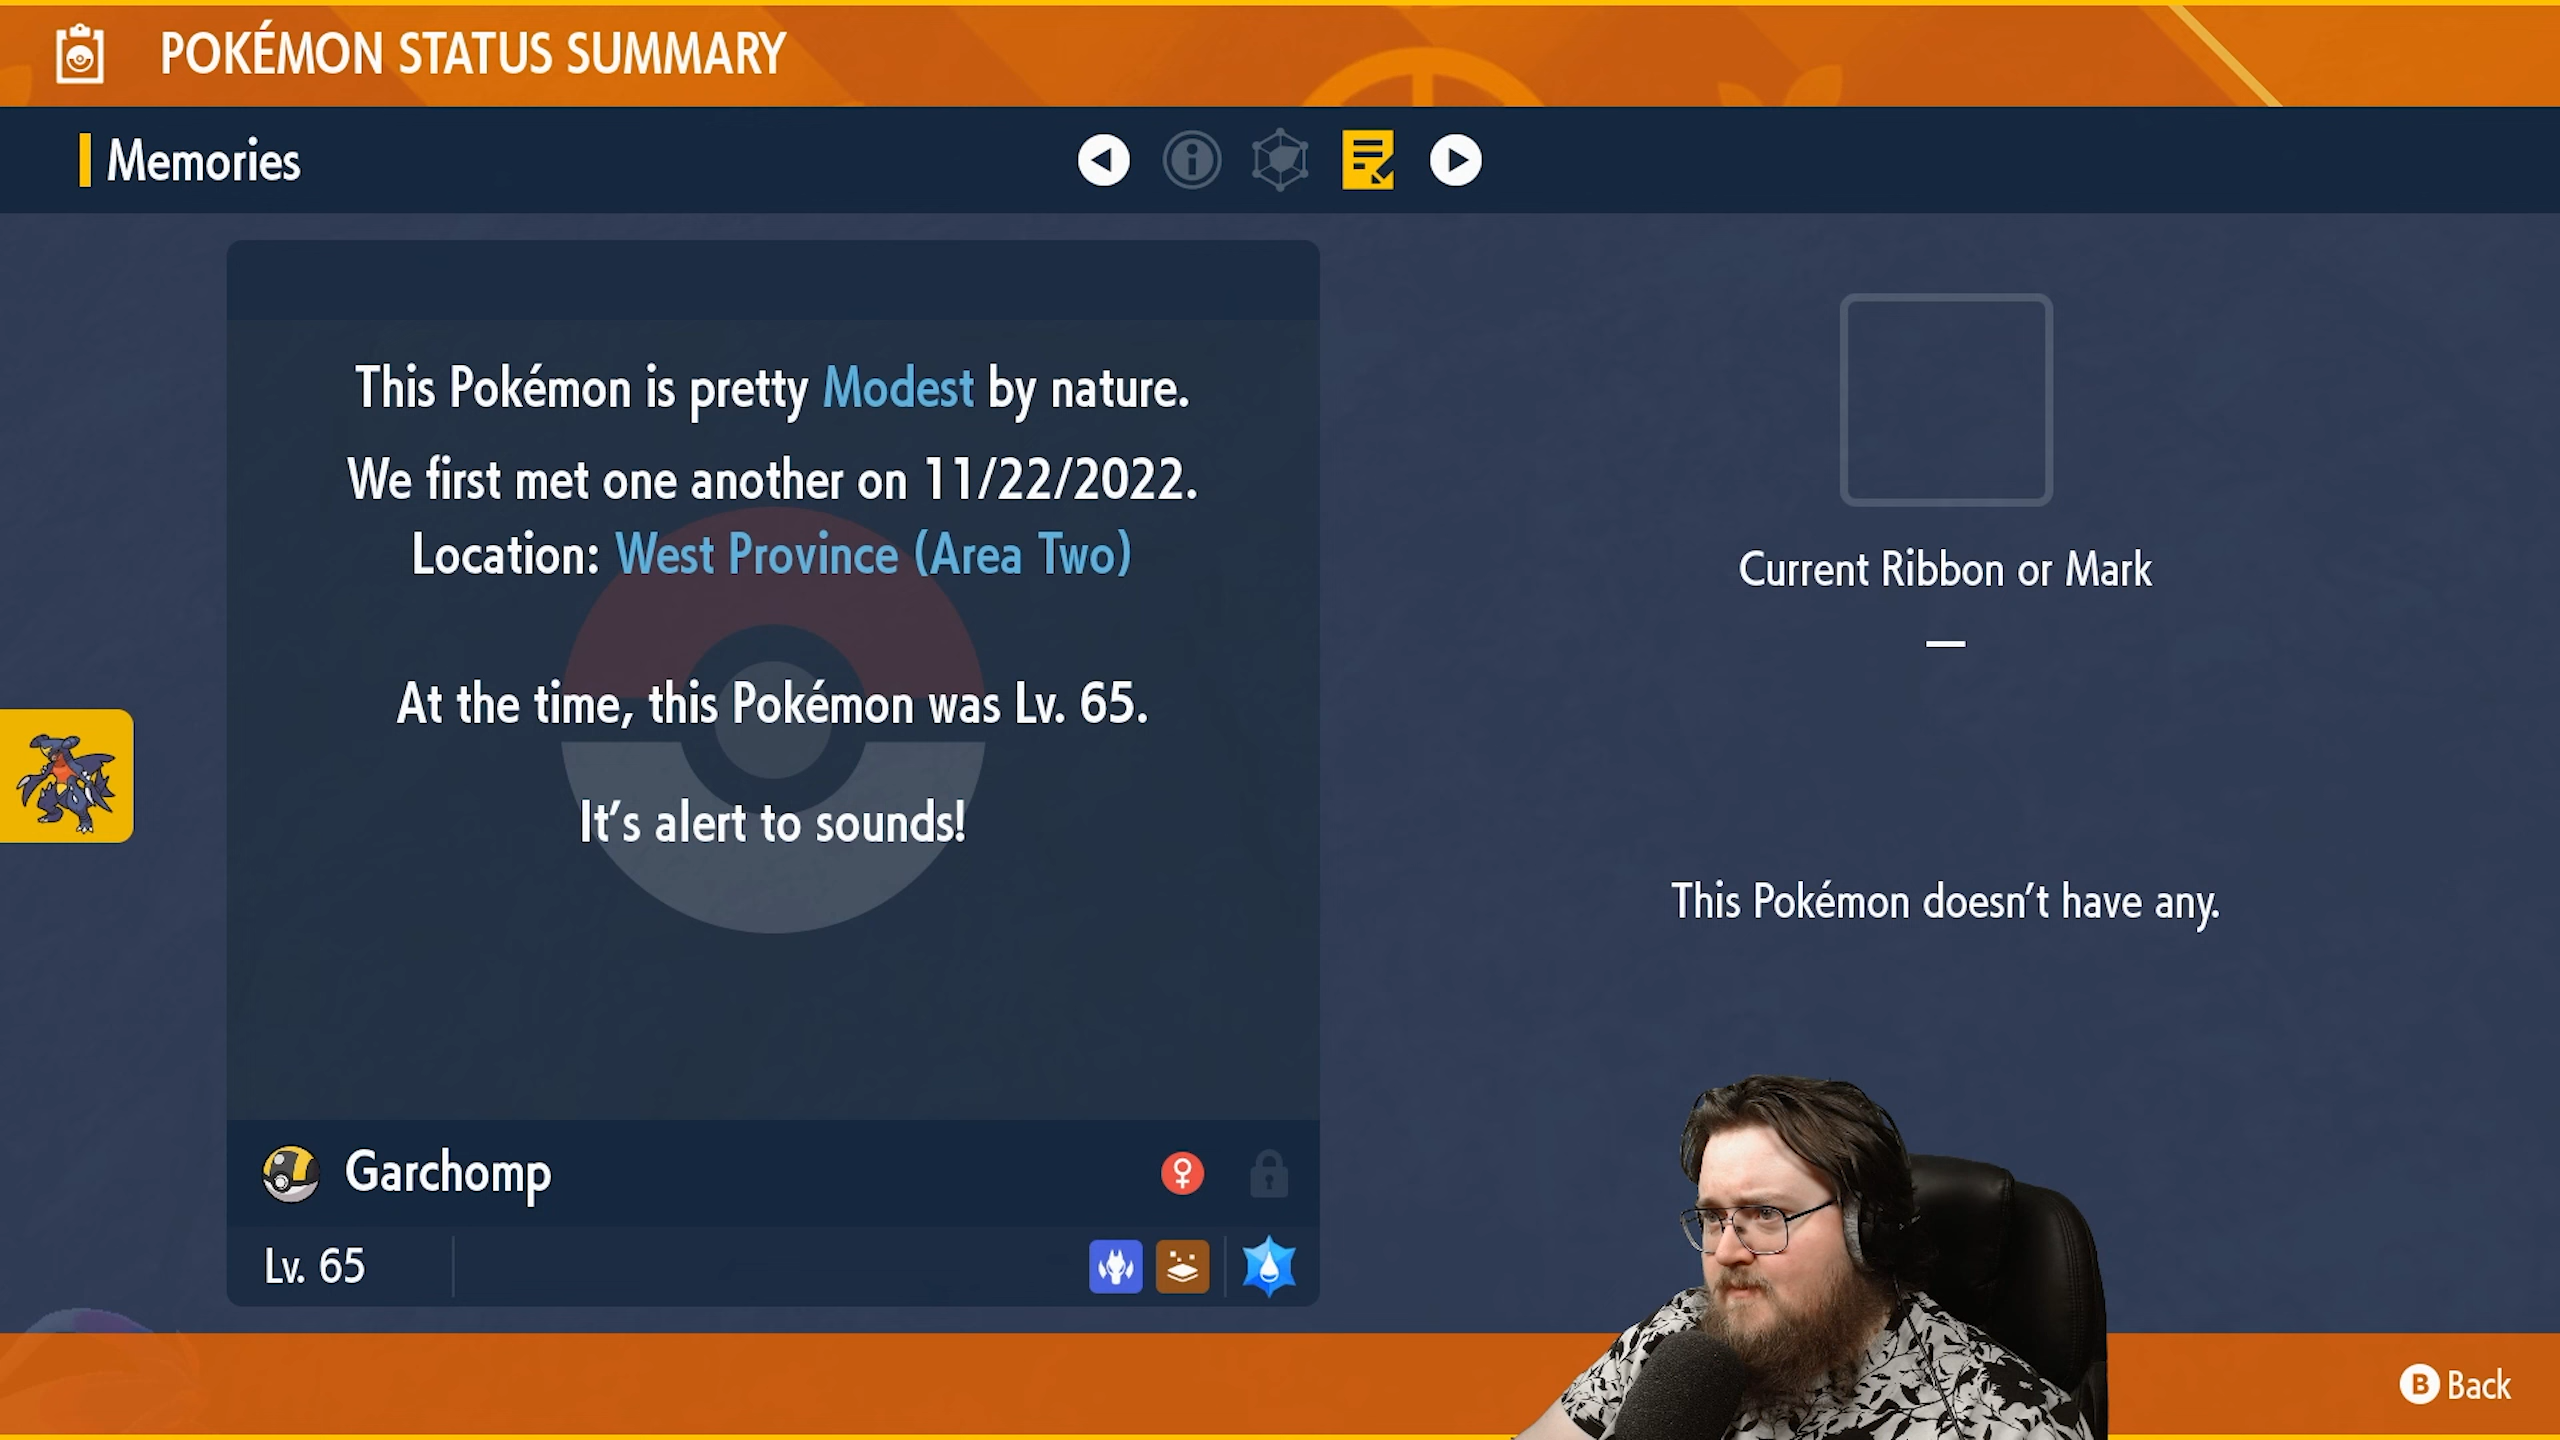 POKÉMON STATUS SUMMARY
Memories
This Pokémon is pretty Modest by nature.
We first met one another on 11/22/2022.
Location: West Province (Area Two)
At the time, this Pokémon was Lv. 65.
It’s alert to sounds!
Garchomp
Lv. 65
Current Ribbon or Mark
—
This Pokémon doesn’t have any.
B Back